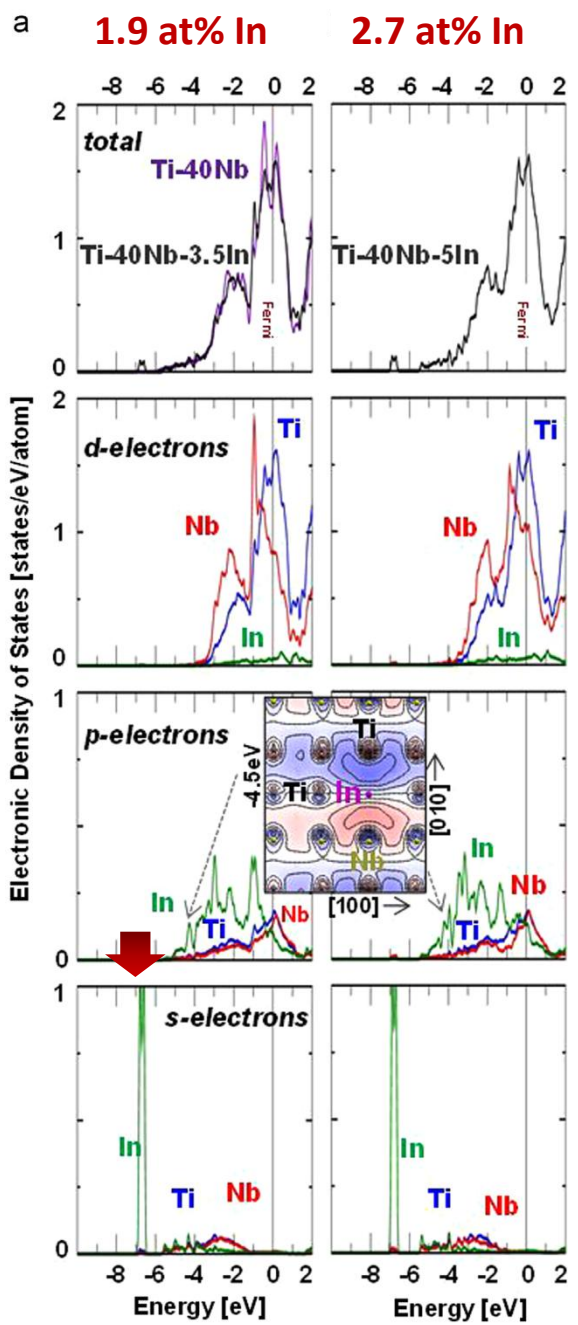 a
1.9 at% In 2.7 at% In
-8 -6 -4 -2 0 2 -8 -6 -4 -2 0 2
2
total
Ti-40Nb
1
Ti-40Nb-3.5In Ti-40Nb-5In
Fermi Fermi
0
Electronic Density of States [states/eV/atom]
2
d-electrons
Ti Ti
Nb Nb
1
In In
0
1
p-electrons
Ti
-4.5eV
Ti In
[010]
Nb
[100]
In In
Ti Nb Ti Nb
0
1
s-electrons
In In
Ti Nb Ti Nb
0
-8 -6 -4 -2 0 2 -8 -6 -4 -2 0 2
Energy [eV] Energy [eV]